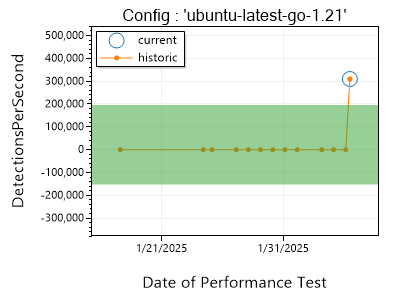 Config : 'ubuntu-latest-go-1.21'
current
historic
500,000
400,000
300,000
200,000
100,000
0
-100,000
-200,000
-300,000
DetectionsPerSecond
1/21/2025
1/31/2025
Date of Performance Test